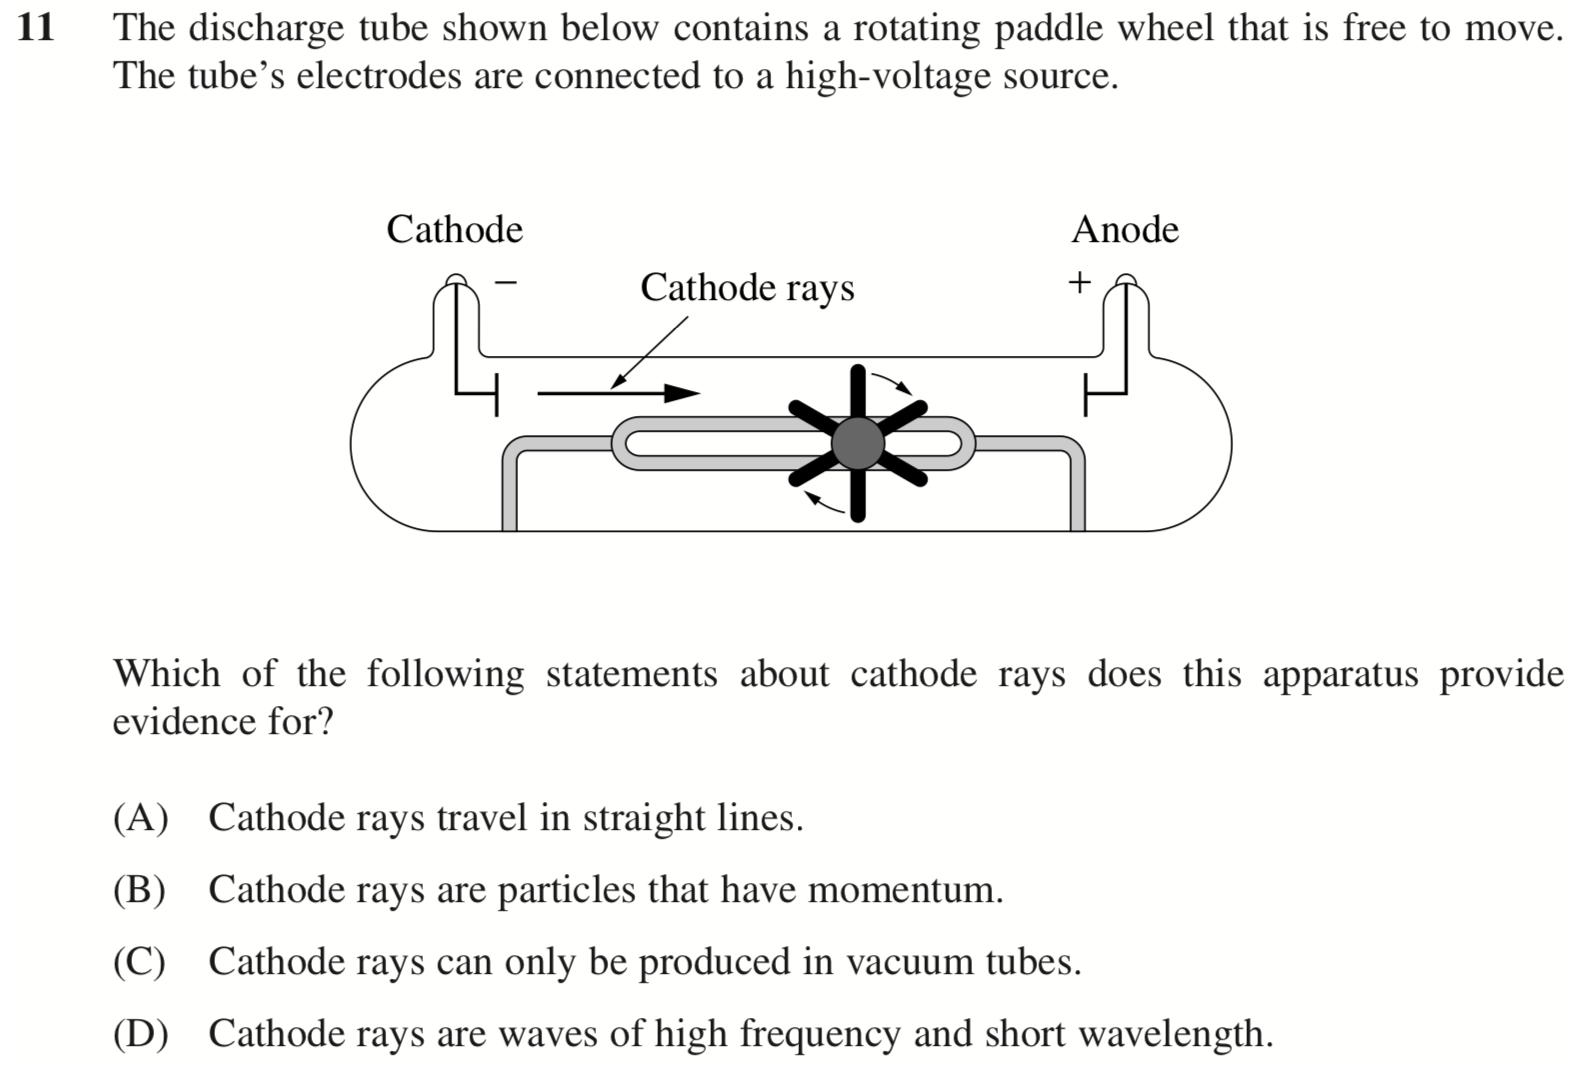 11 The discharge tube shown below contains a rotating paddle wheel that is free to move.
The tube’s electrodes are connected to a high-voltage source.
Cathode
Anode
−
Cathode rays
+
Which of the following statements about cathode rays does this apparatus provide
evidence for?
(A) Cathode rays travel in straight lines.
(B) Cathode rays are particles that have momentum.
(C) Cathode rays can only be produced in vacuum tubes.
(D) Cathode rays are waves of high frequency and short wavelength.